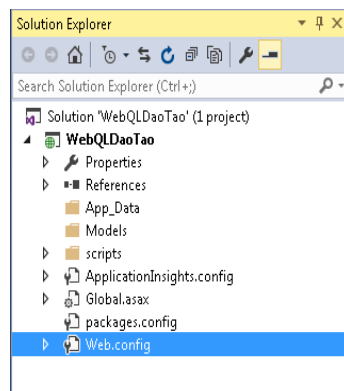 Solution Explorer
Search Solution Explorer (Ctrl+;)
Solution 'WebQLDaoTao' (1 project)
WebQLDaoTao
Properties
References
App_Data
Models
scripts
ApplicationInsights.config
Global.asax
packages.config
Web.config